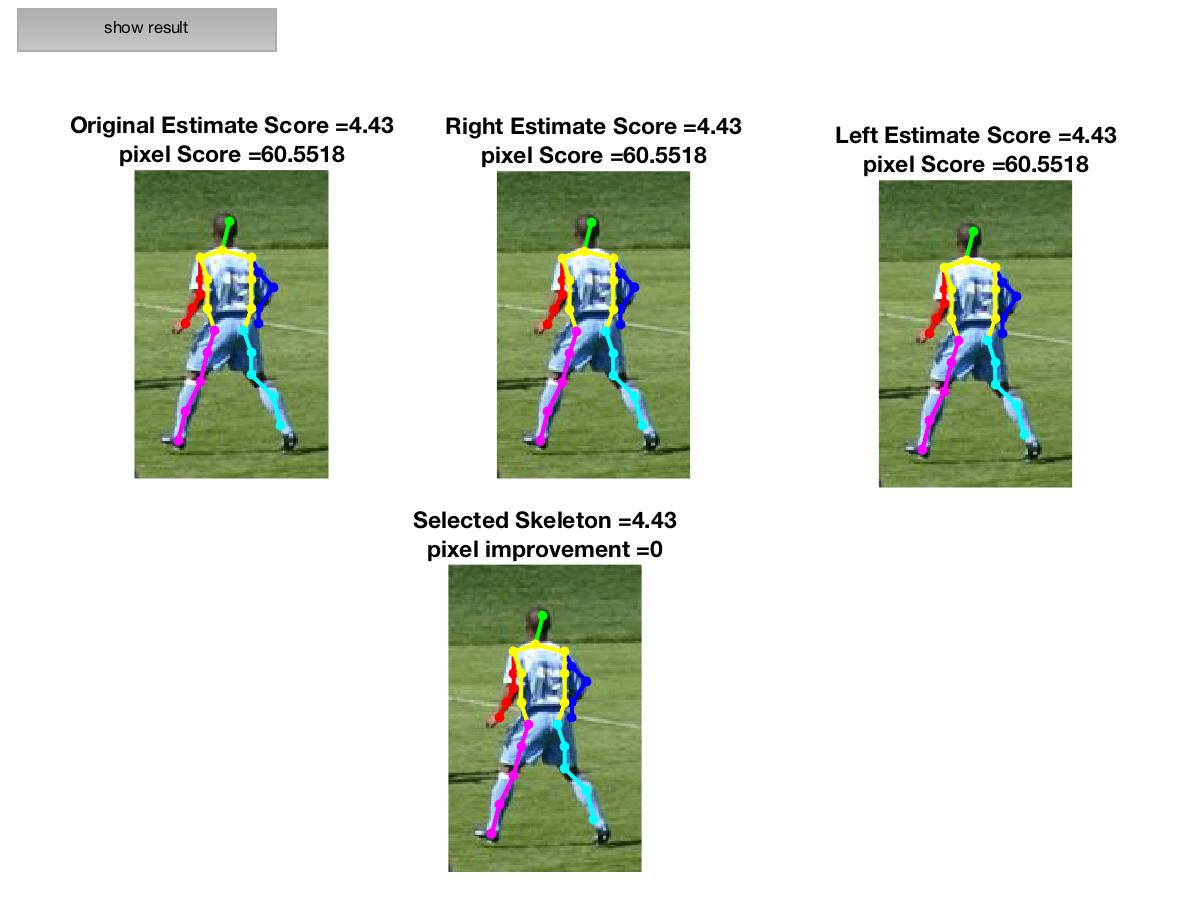 show result
Original Estimate Score =4.43
pixel Score =60.5518
Right Estimate Score =4.43
pixel Score =60.5518
Left Estimate Score =4.43
pixel Score =60.5518
Selected Skeleton =4.43
pixel improvement =0